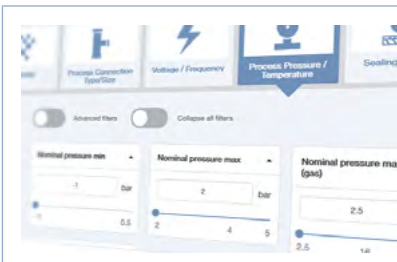 Process Connection
Type/Size
Voltage / Frequency
Process Pressure /
Temperature
Sealing
Advanced filters
Collapse all filters
Nominal pressure min
-1
bar
-1
0.5
Nominal pressure max
2
bar
2
4
5
Nominal pressure ma
(gas)
2.5
2.5
16